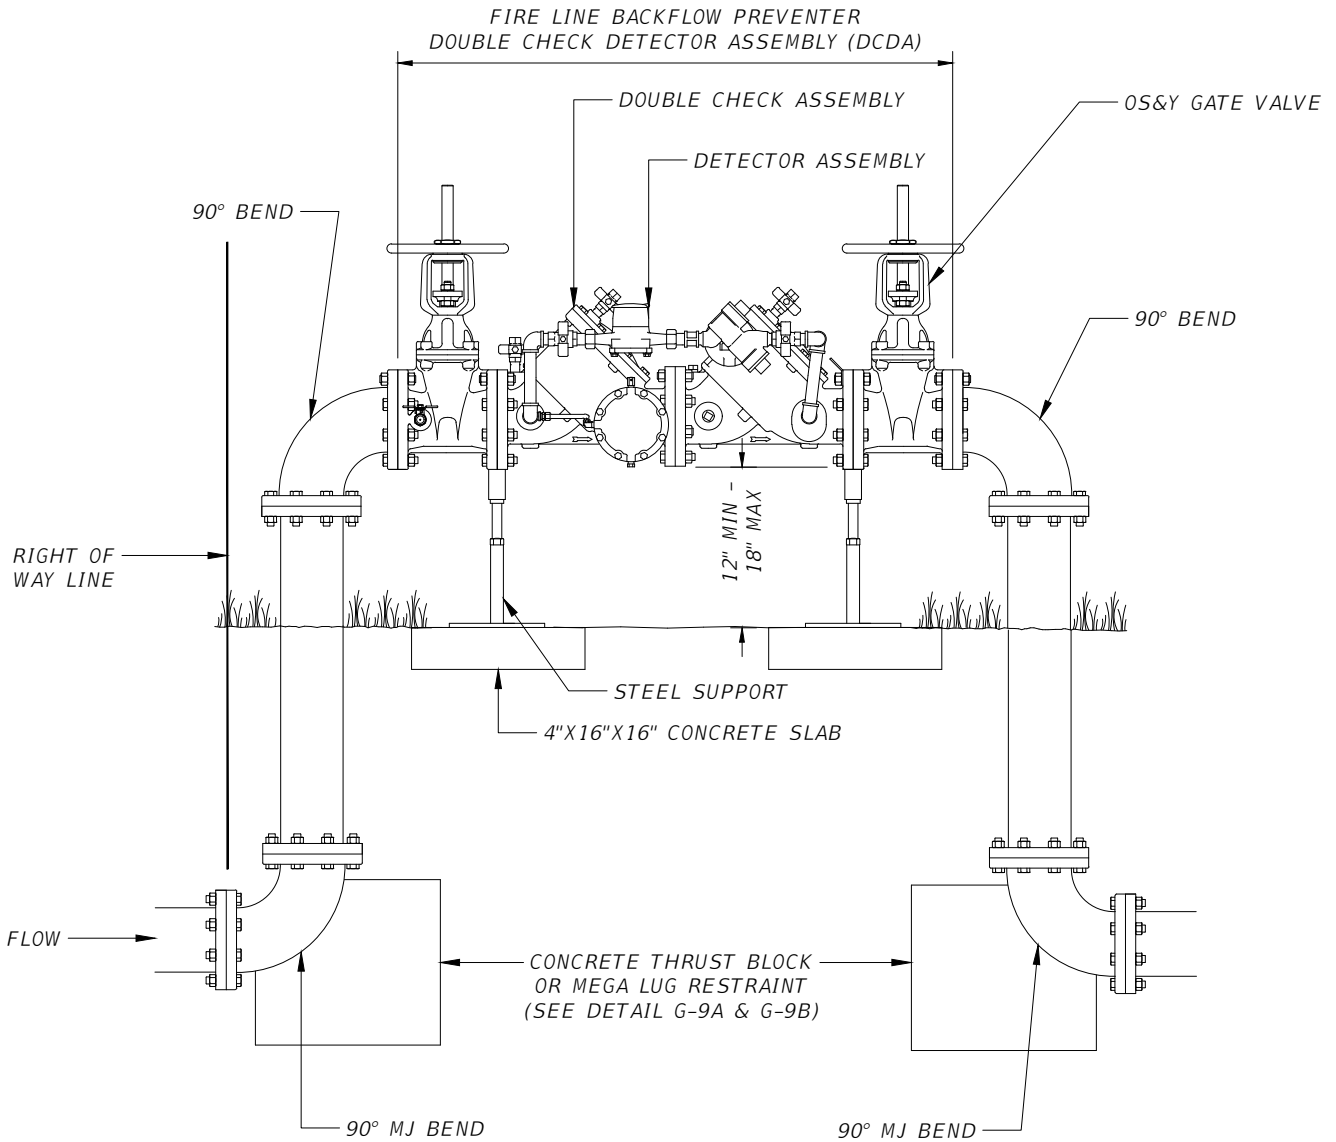 FIRE LINE BACKFLOW PREVENTER
DOUBLE CHECK DETECTOR ASSEMBLY (DCDA)
DOUBLE CHECK ASSEMBLY
OS&Y GATE VALVE
DETECTOR ASSEMBLY
90° BEND
90° BEND
12" MIN -
18" MAX
RIGHT OF
WAY LINE
STEEL SUPPORT
4"X16"X16" CONCRETE SLAB
FLOW
CONCRETE THRUST BLOCK
OR MEGA LUG RESTRAINT
(SEE DETAIL G-9A & G-9B)
90° MJ BEND
90° MJ BEND